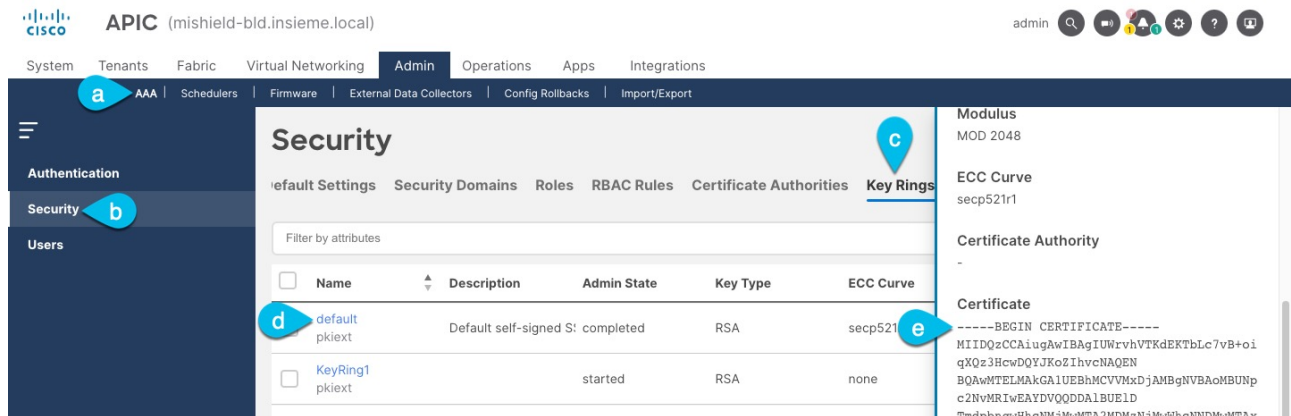 CISCO
APIC (mishield-bld.insieme.local)
admin
1
1
System Tenants Fabric Virtual Networking Admin Operations Apps Integrations
a
AAA | Schedulers | Firmware | External Data Collectors | Config Rollbacks | Import/Export
Authentication
Security
b
Users
Security
efault Settings Security Domains Roles RBAC Rules Certificate Authorities Key Rings
c
Filter by attributes
Name Description Admin State Key Type ECC Curve
d
default Default self-signed completed RSA secp521
pkiext
KeyRing1 started RSA none
pkiext
Modulus
MOD 2048
ECC Curve
secp521r1
Certificate Authority
-
Certificate
e
-----BEGIN CERTIFICATE-----
MIIDQzCCAiugAwIBAgIUWrvhVTKdEKTbLc7vB+oi
qXQz3HcwDQYJKoZIhvcNAQEN
BQAwMTELMAkGA1UEBhMCVVMxDjAMBgNVBAoMBUNp
c2NvMRIwEAYDVQQDDAlBUElD